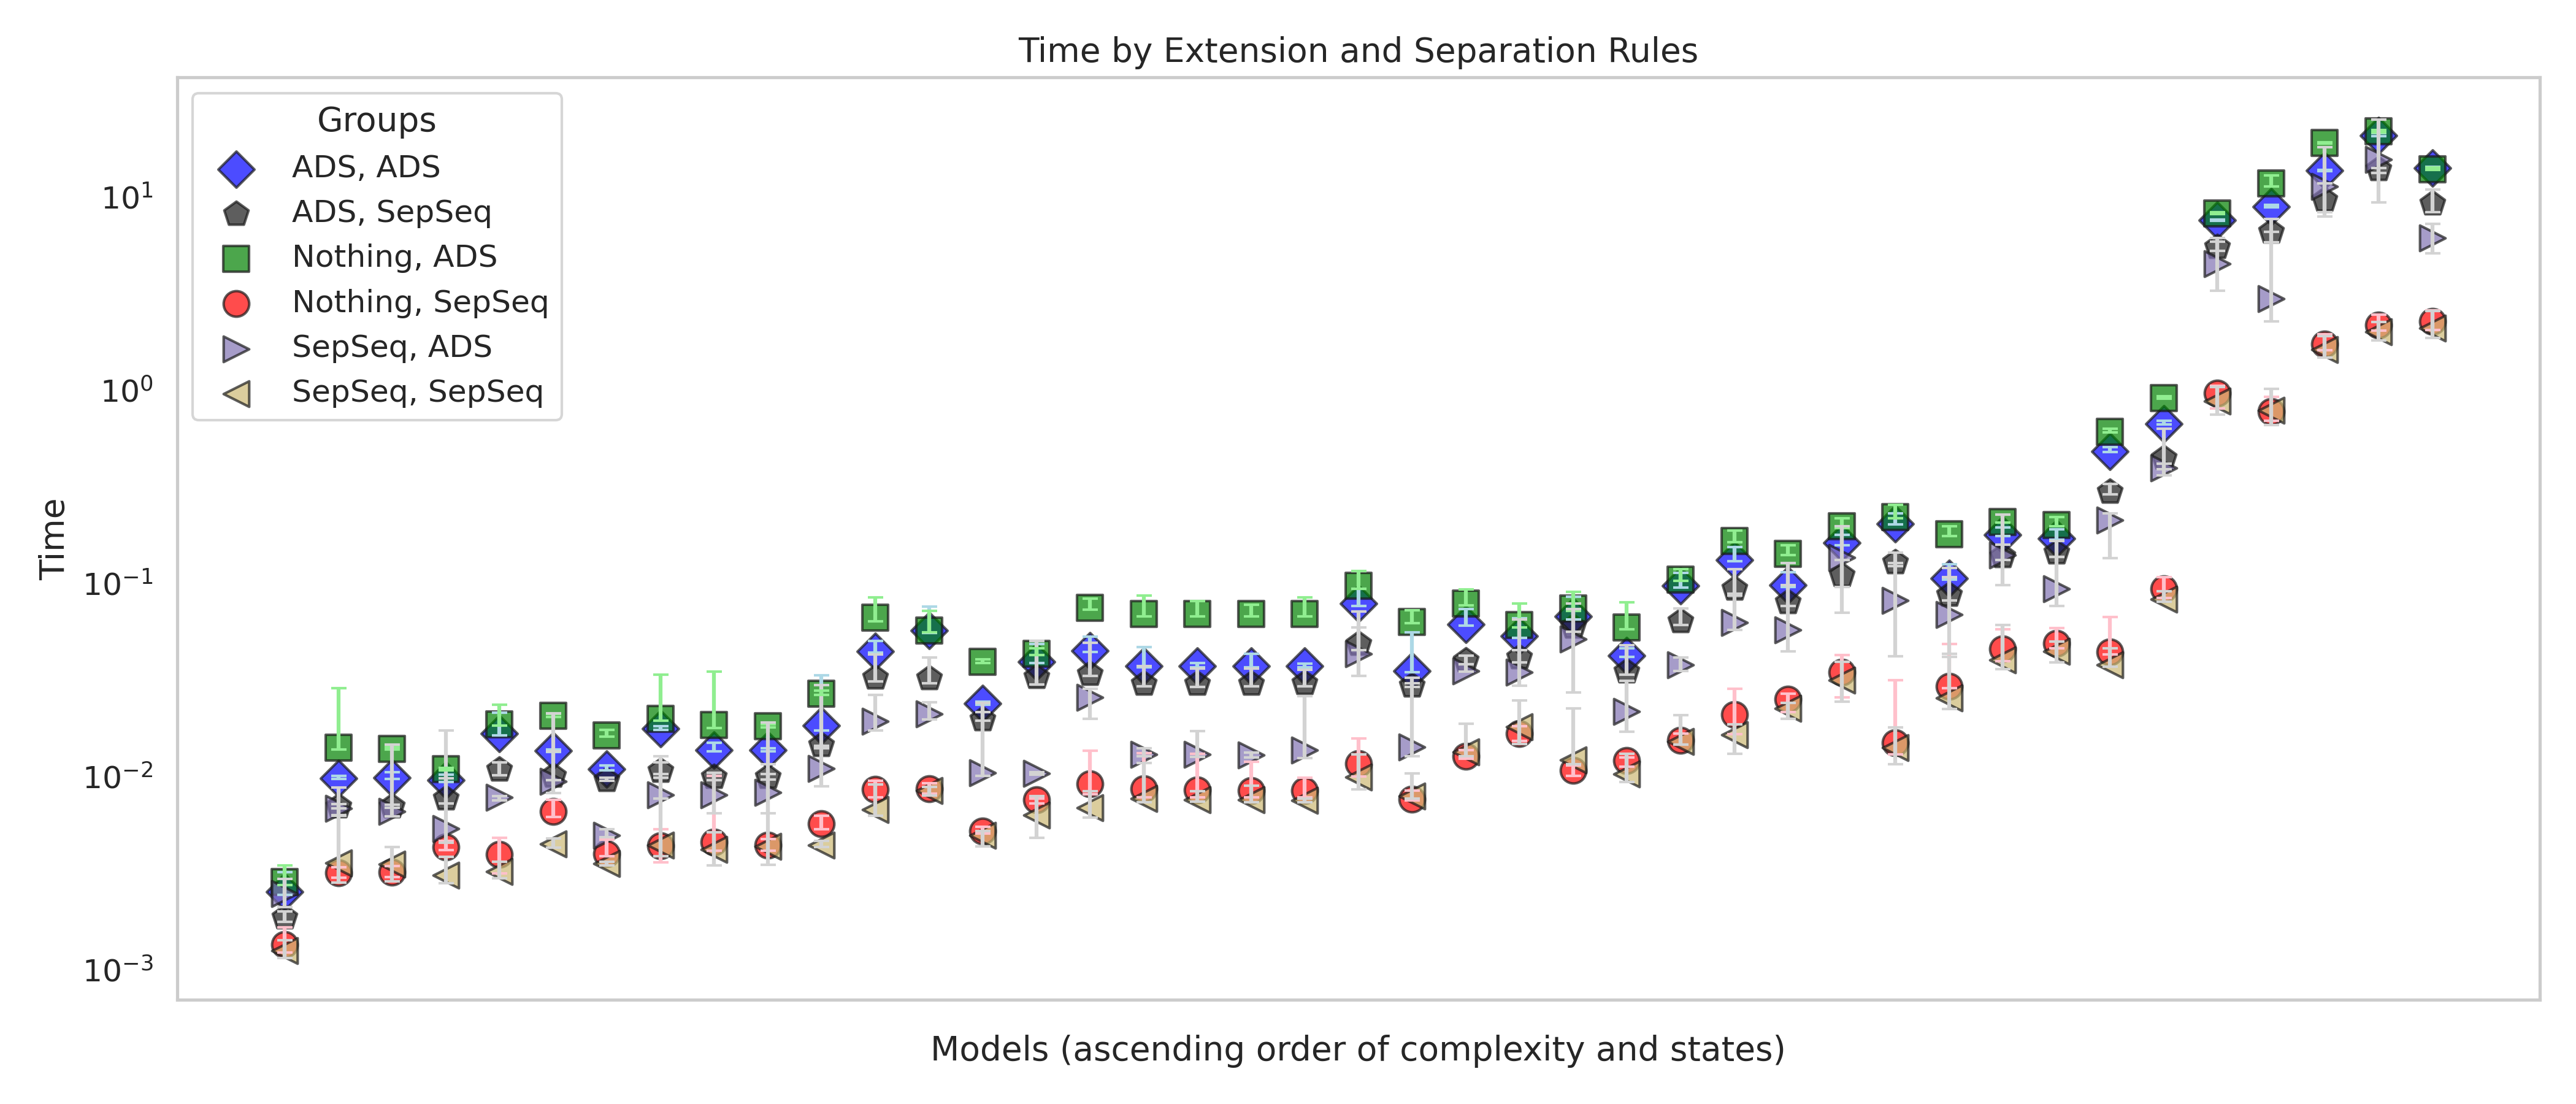 Time by Extension and Separation Rules
Groups
ADS, ADS
ADS, SepSeq
Nothing, ADS
Nothing, SepSeq
SepSeq, ADS
SepSeq, SepSeq
10¹
10⁰
10⁻¹
10⁻²
10⁻³
Time
Models (ascending order of complexity and states)